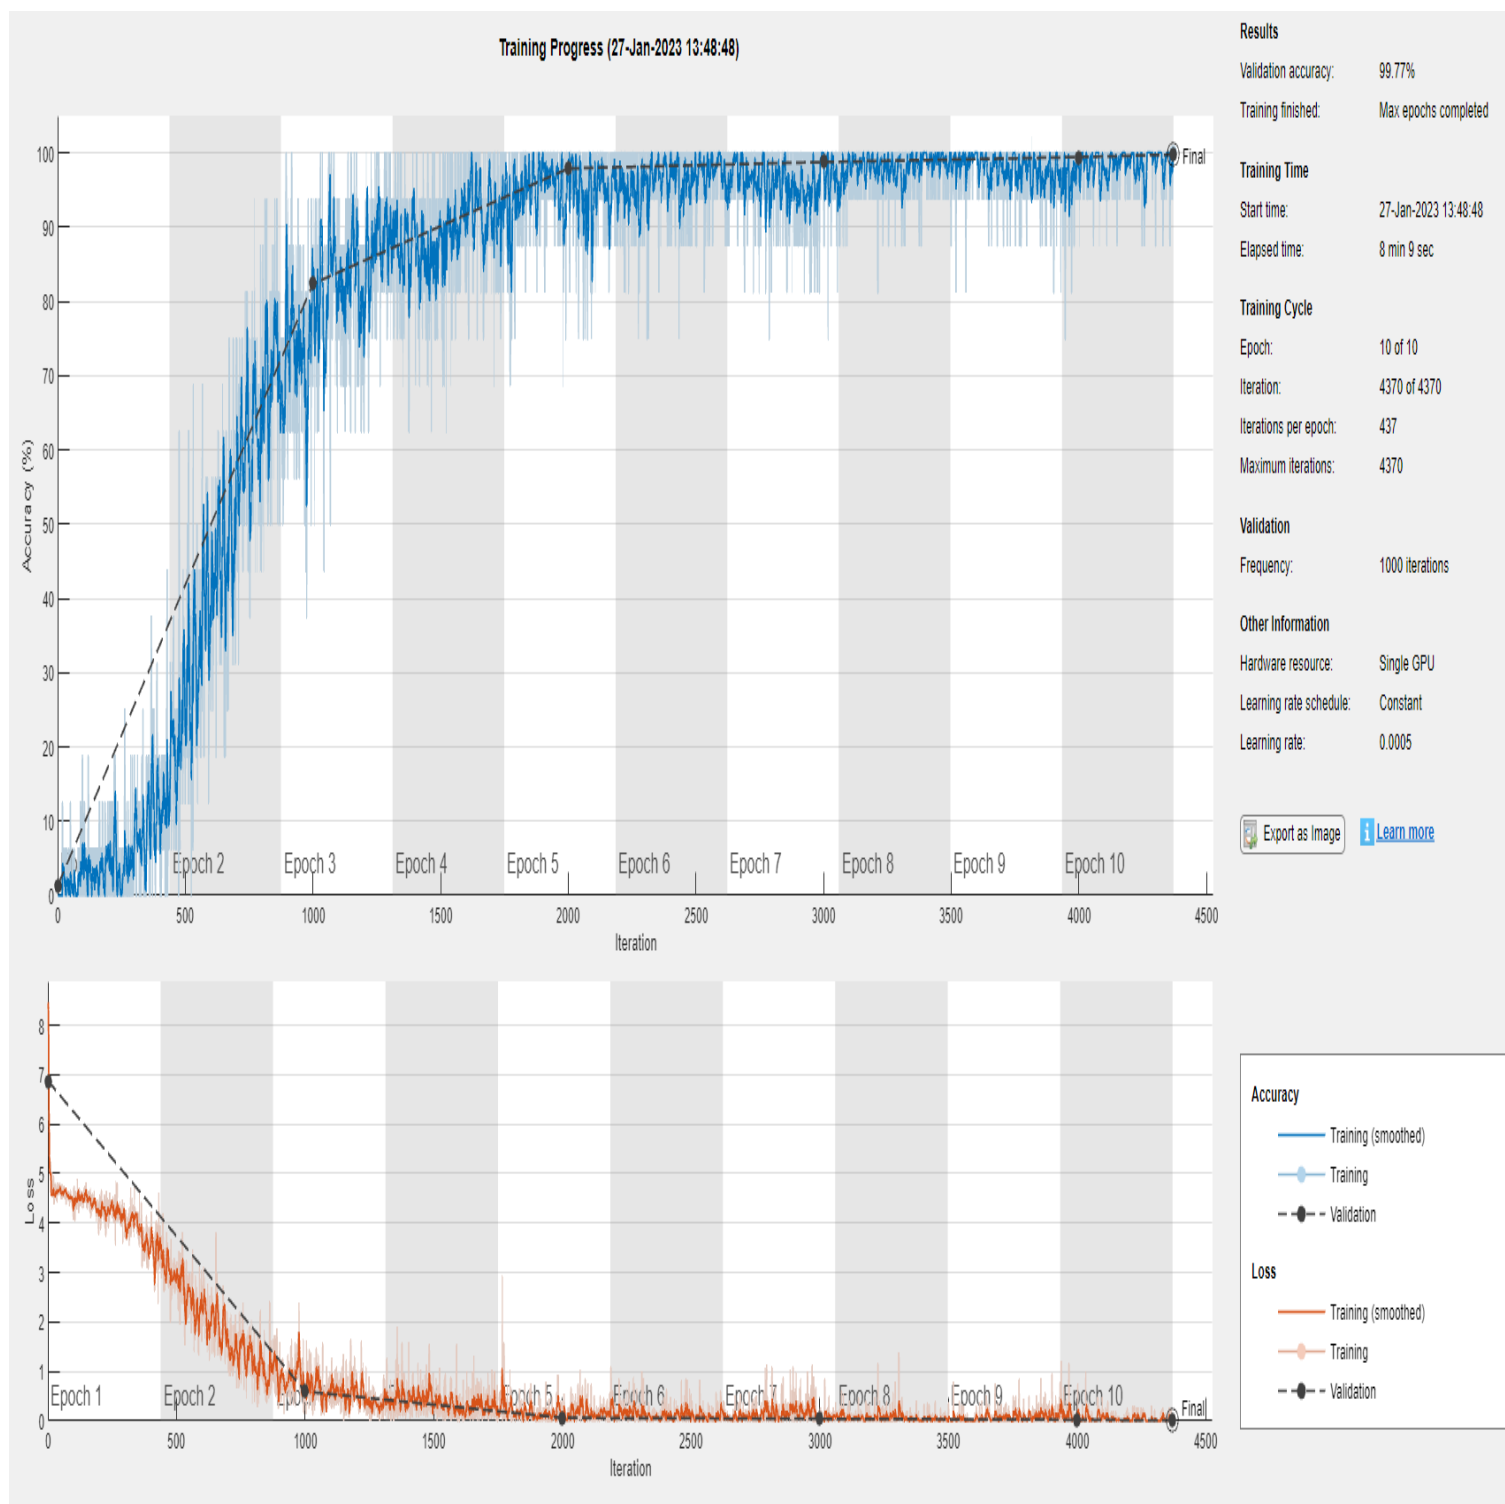 Training Progress (27-Jan-2023 13:48:48)
Accuracy (%)
100
90
80
70
60
50
40
30
20
10
0
Epoch 2
Epoch 3
Epoch 4
Epoch 5
Epoch 6
Epoch 7
Epoch 8
Epoch 9
Epoch 10
Final
0
500
1000
1500
2000
2500
3000
3500
4000
4500
Iteration
Loss
8
7
6
5
4
3
2
1
0
Epoch 1
Epoch 2
Epoch 5
Epoch 6
Epoch 7
Epoch 8
Epoch 9
Epoch 10
Final
0
500
1000
1500
2000
2500
3000
3500
4000
4500
Iteration
Results
Validation accuracy: 99.77%
Training finished: Max epochs completed
Training Time
Start time: 27-Jan-2023 13:48:48
Elapsed time: 8 min 9 sec
Training Cycle
Epoch: 10 of 10
Iteration: 4370 of 4370
Iterations per epoch: 437
Maximum iterations: 4370
Validation
Frequency: 1000 iterations
Other Information
Hardware resource: Single GPU
Learning rate schedule: Constant
Learning rate: 0.0005
Export as Image
i Learn more
Accuracy
Training (smoothed)
Training
Validation
Loss
Training (smoothed)
Training
Validation